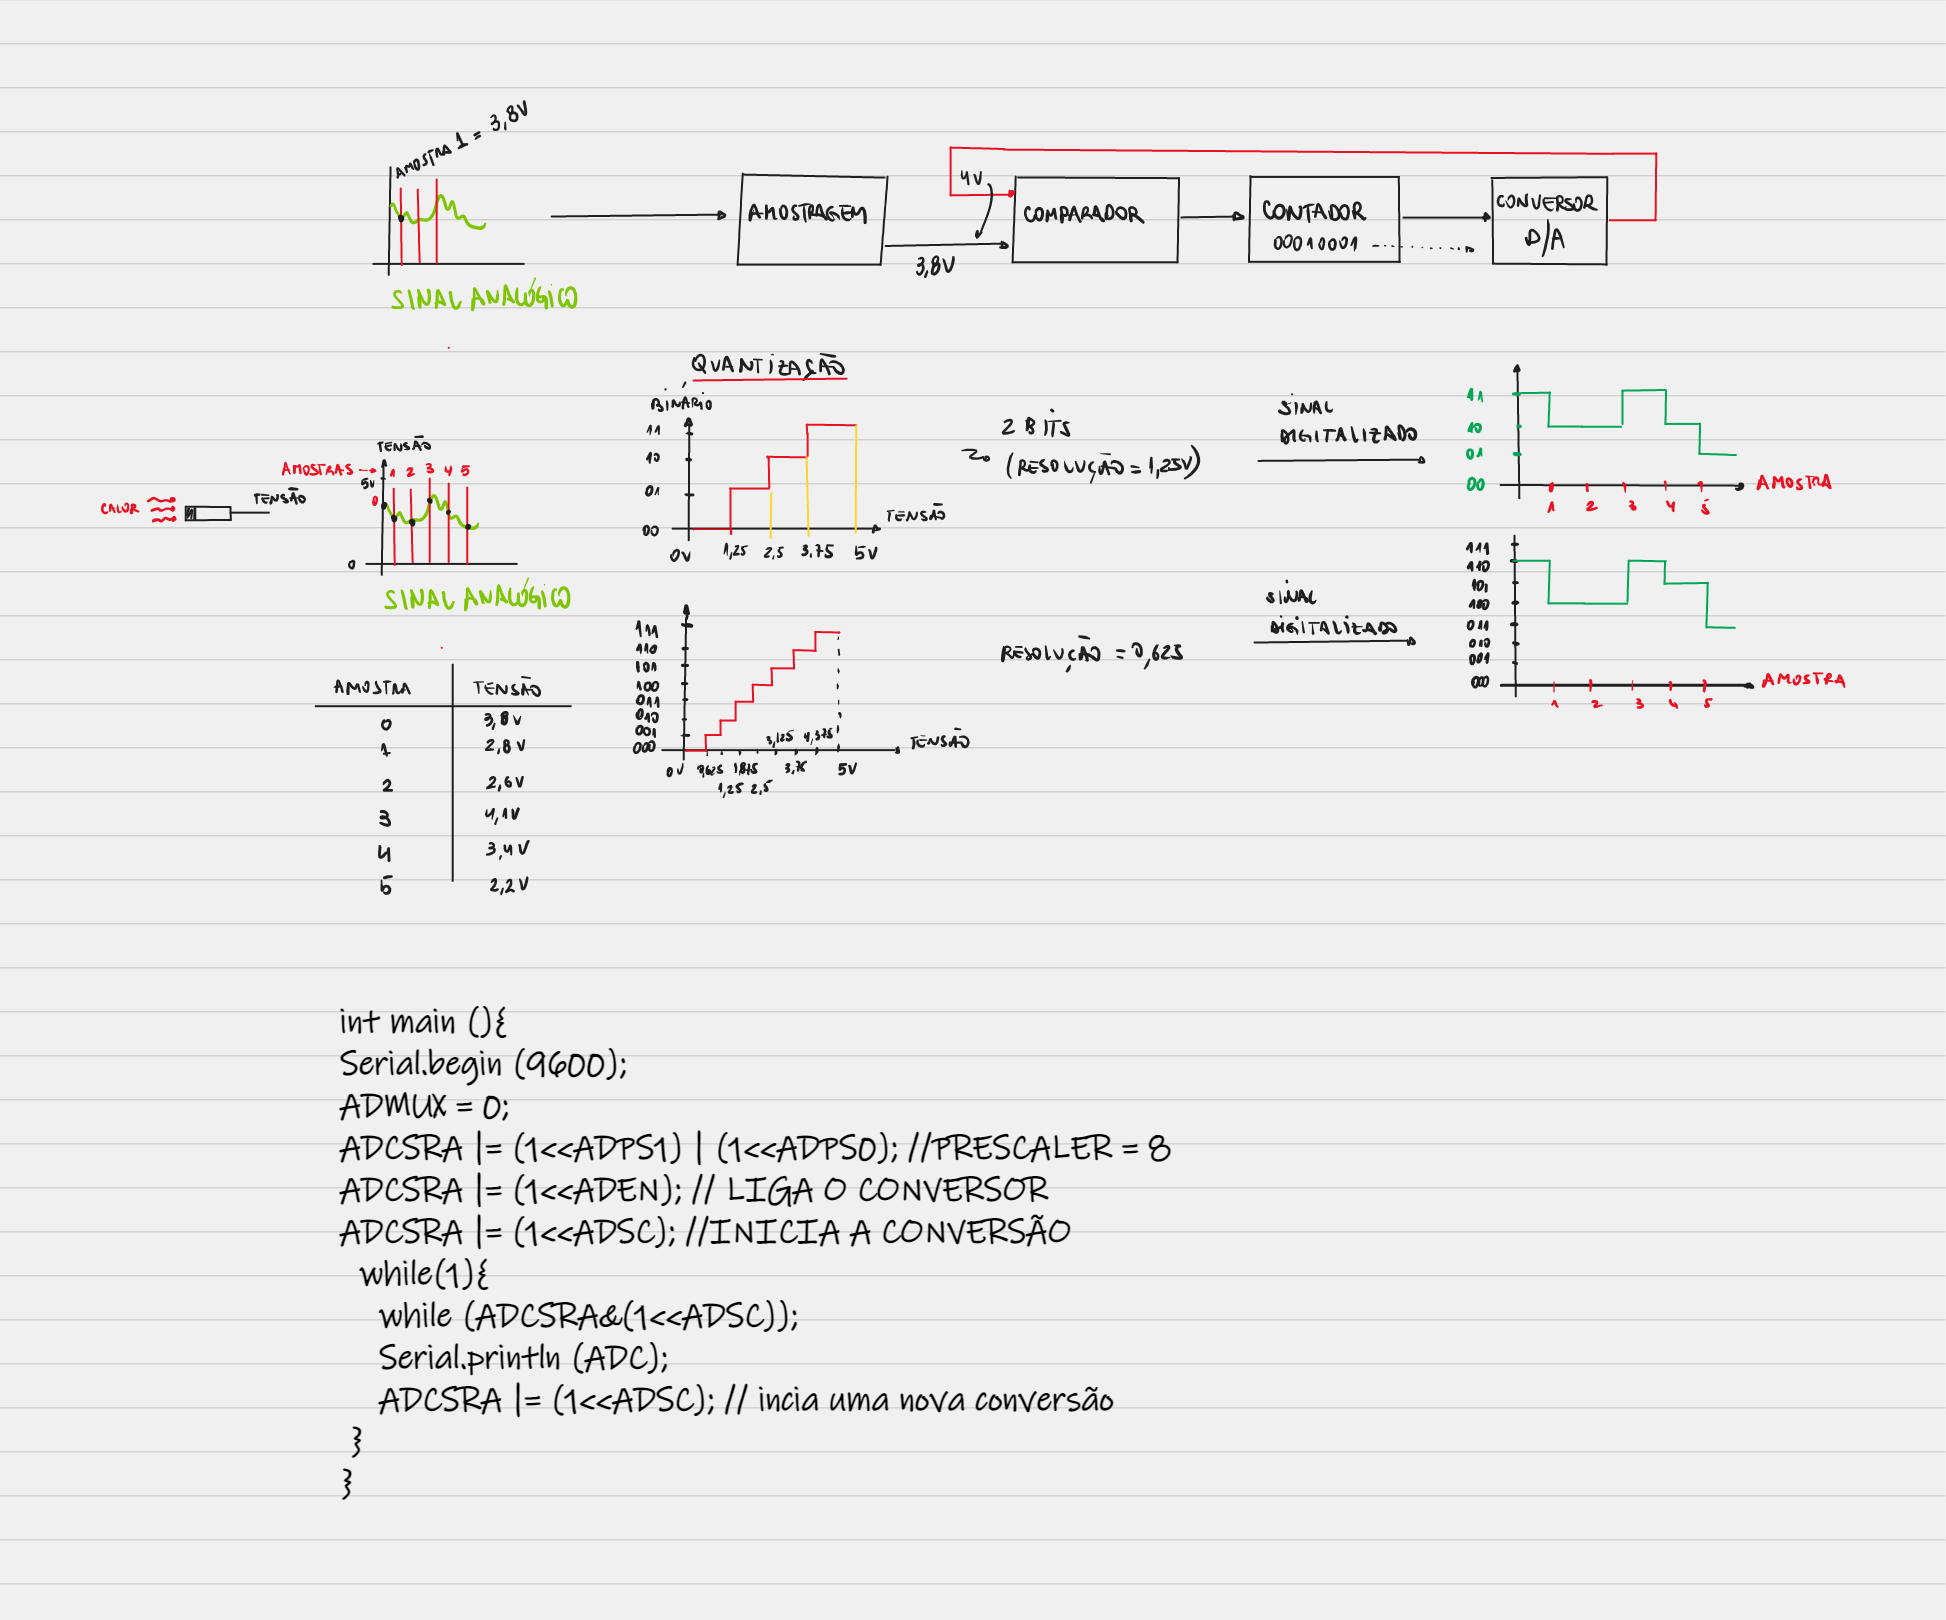 AMOSTRA 1 = 3,8V
SINAL ANALÓGICO
AMOSTRAGEM
3,8V
4V
COMPARADOR
CONTADOR
00010001
CONVERSOR
D/A
QUANTIZAÇÃO
BINÁRIO
11
10
01
00
0V 1,25 2,5 3,75 5V
TENSÃO
2 BITS
(RESOLUÇÃO = 1,25V)
SINAL
DIGITALIZADO
11
10
01
00
1 2 3 4 5
AMOSTRA
CALOR
TENSÃO
TENSÃO
AMOSTRAS 1 2 3 4 5
5V
0
0
SINAL ANALÓGICO
111
110
101
100
011
010
001
000
3,125 4,375
TENSÃO
0V 0,625 1,875 3,75 5V
1,25 2,5
RESOLUÇÃO = 0,625
SINAL
DIGITALIZADO
111
110
101
100
011
010
001
000
1 2 3 4 5
AMOSTRA
AMOSTRA TENSÃO
0 3,8V
1 2,8V
2 2,6V
3 4,1V
4 3,4V
5 2,2V
int main (){
Serial.begin (9600);
ADMUX = 0;
ADCSRA |= (1<<ADPS1) | (1<<ADPS0); //PRESCALER = 8
ADCSRA |= (1<<ADEN); // LIGA O CONVERSOR
ADCSRA |= (1<<ADSC); //INICIA A CONVERSÃO
while(1){
while (ADCSRA&(1<<ADSC));
Serial.println (ADC);
ADCSRA |= (1<<ADSC); // incia uma nova conversão
}
}